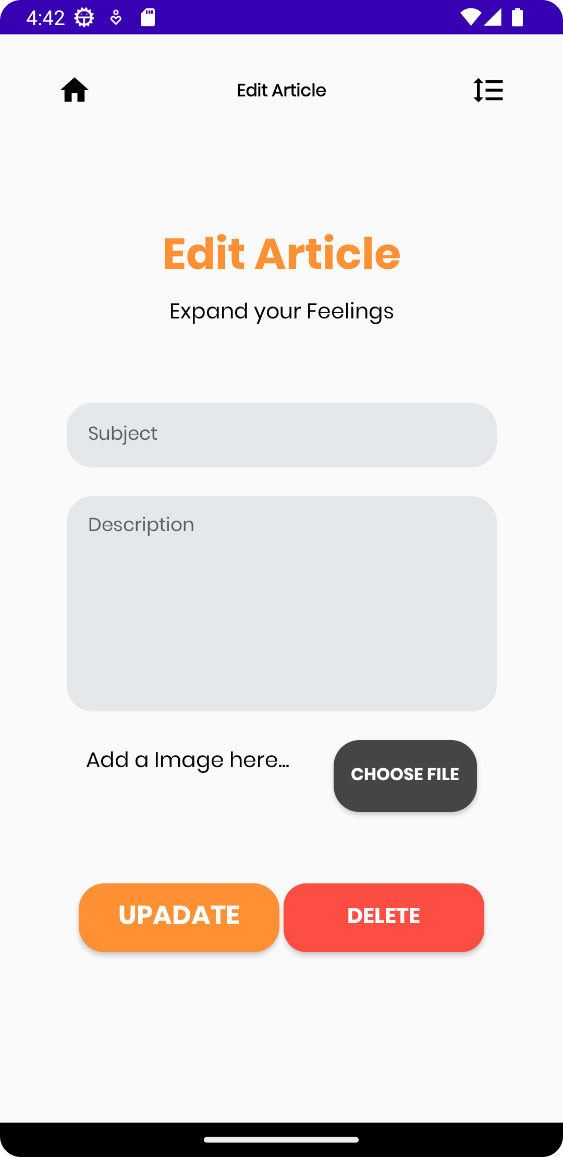 4:42
Edit Article
Edit Article
Expand your Feelings
Subject
Description
Add a Image here...
CHOOSE FILE
UPADATE
DELETE